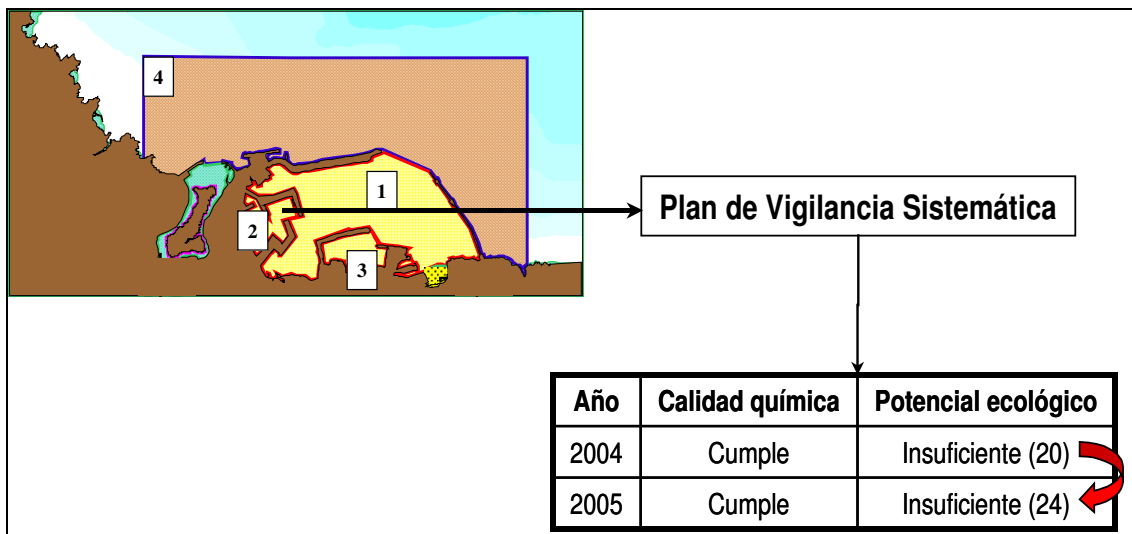 4
1
2
3
Plan de Vigilancia Sistemática
Año Calidad química Potencial ecológico
2004 Cumple Insuficiente (20)
2005 Cumple Insuficiente (24)